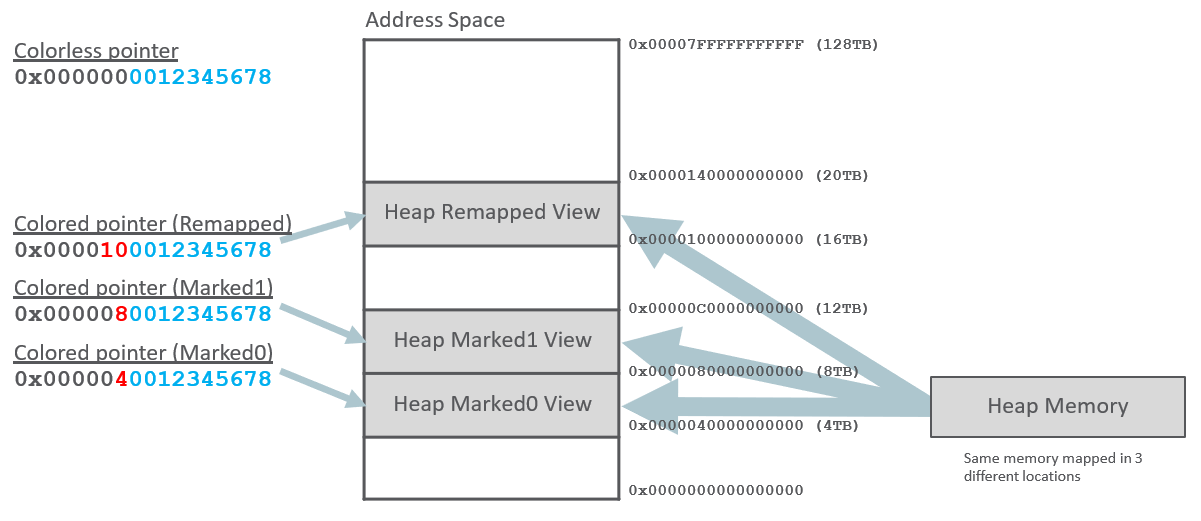 Address Space
Colorless pointer
0x0000000012345678
0x00007FFFFFFFFFFF (128TB)
0x0000140000000000 (20TB)
Heap Remapped View
Colored pointer (Remapped)
0x0000100012345678
0x0000100000000000 (16TB)
Colored pointer (Marked1)
0x0000080012345678
0x00000C0000000000 (12TB)
Heap Marked1 View
Colored pointer (Marked0)
0x0000040012345678
0x0000080000000000 (8TB)
Heap Marked0 View
0x0000040000000000 (4TB)
Heap Memory
Same memory mapped in 3
different locations
0x0000000000000000